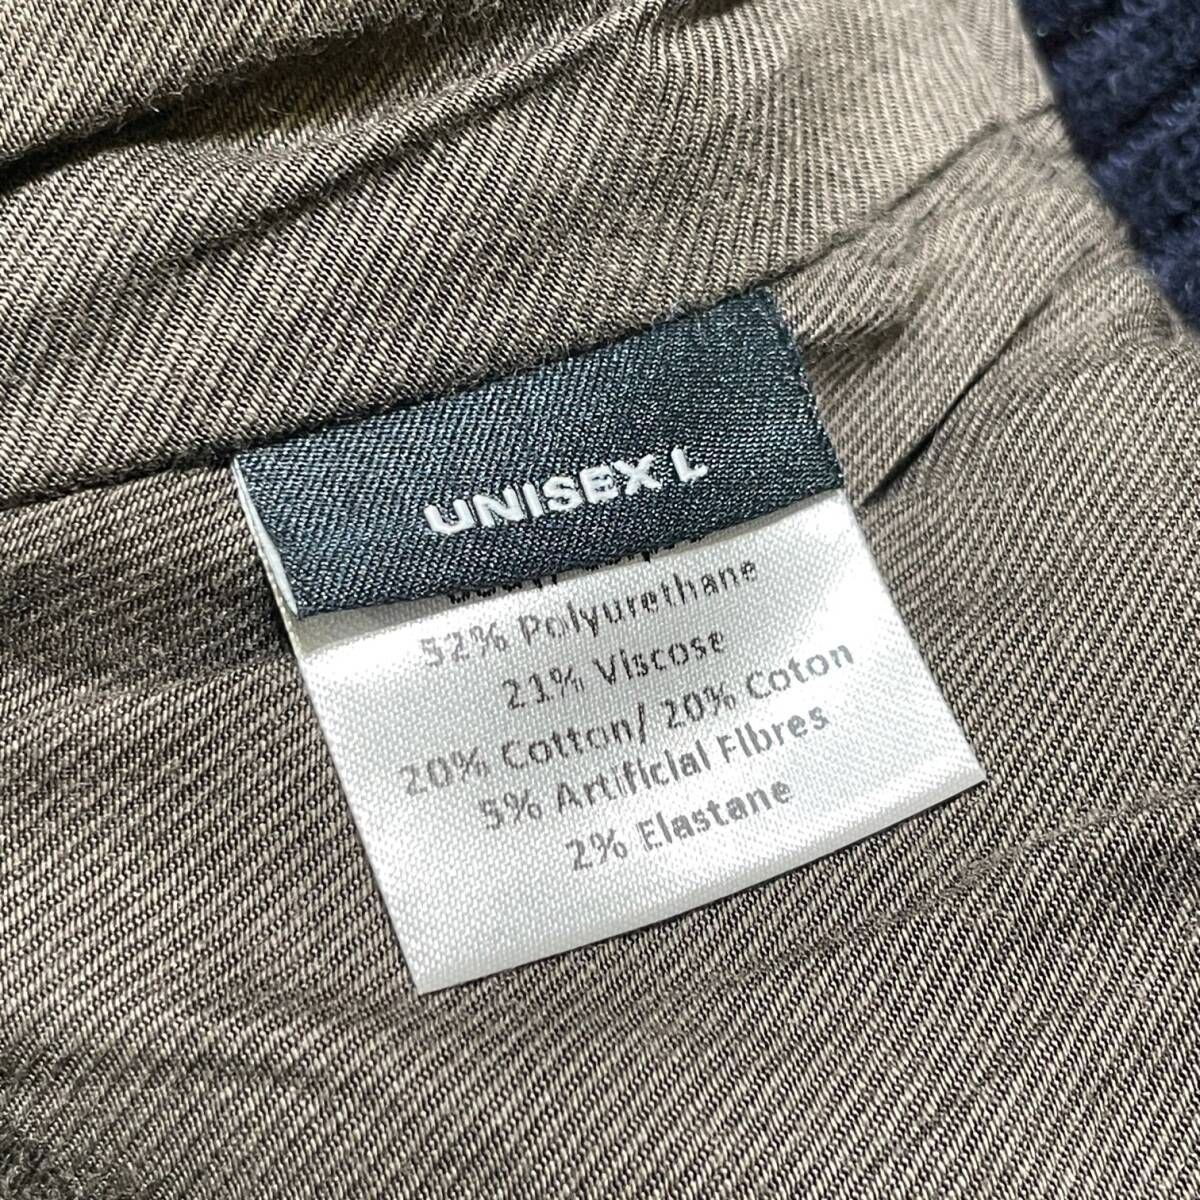 UNISEX L
52% Polyurethane
21% Viscose
20% Cotton/ 20% Coton
5% Artificial Fibres
2% Elastane